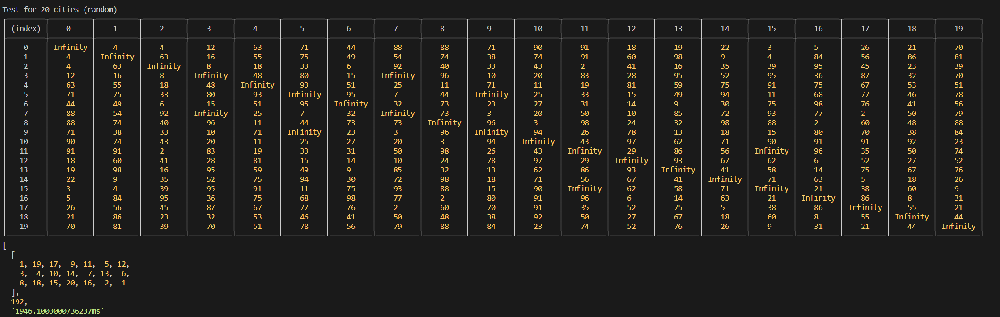 Test for 20 cities (random)
(index) 0 1 2 3 4 5 6 7 8 9 10 11 12 13 14 15 16 17 18 19
0 Infinity 4 4 12 63 71 44 88 88 71 90 91 18 19 22 3 5 26 21 70
1 4 Infinity 63 16 55 75 49 54 74 38 74 91 60 98 9 4 84 56 86 81
2 4 63 Infinity 8 18 33 6 92 40 33 43 2 41 16 35 39 95 45 23 39
3 12 16 8 Infinity 48 80 15 Infinity 96 10 20 83 28 95 52 95 36 87 32 70
4 63 55 18 48 Infinity 93 51 25 11 71 11 19 81 59 75 91 75 67 53 51
5 71 75 33 80 93 Infinity 95 7 44 Infinity 25 33 15 49 94 11 68 77 46 78
6 44 49 6 15 51 95 Infinity 32 73 23 27 31 14 9 30 75 98 76 41 56
7 88 54 92 Infinity 25 7 32 Infinity 73 3 20 50 10 85 72 93 77 2 50 79
8 88 74 40 96 11 44 73 73 Infinity 96 3 98 24 32 98 88 2 60 48 88
9 71 38 33 10 71 Infinity 23 3 96 Infinity 94 26 78 13 18 15 80 70 38 84
10 90 74 43 20 11 25 27 20 3 94 Infinity 43 97 62 71 90 91 91 92 23
11 91 91 2 83 19 33 31 50 98 26 43 Infinity 29 86 56 Infinity 96 35 50 74
12 18 60 41 28 81 15 14 10 24 78 97 29 Infinity 93 67 62 6 52 27 52
13 19 98 16 95 59 49 9 85 32 13 62 86 93 Infinity 41 58 14 75 67 76
14 22 9 35 52 75 94 30 72 98 18 71 56 67 41 Infinity 71 63 5 18 26
15 3 4 39 95 91 11 75 93 88 15 90 Infinity 62 58 71 Infinity 21 38 60 9
16 5 84 95 36 75 68 98 77 2 80 91 96 6 14 63 21 Infinity 86 8 31
17 26 56 45 87 67 77 76 2 60 70 91 35 52 75 5 38 86 Infinity 55 21
18 21 86 23 32 53 46 41 50 48 38 92 50 27 67 18 60 8 55 Infinity 44
19 70 81 39 70 51 78 56 79 88 84 23 74 52 76 26 9 31 21 44 Infinity
[
[
1, 19, 17, 9, 11, 5, 12,
3, 4, 10, 14, 7, 13, 6,
8, 18, 15, 20, 16, 2, 1
],
192,
'1946.1003000736237ms'